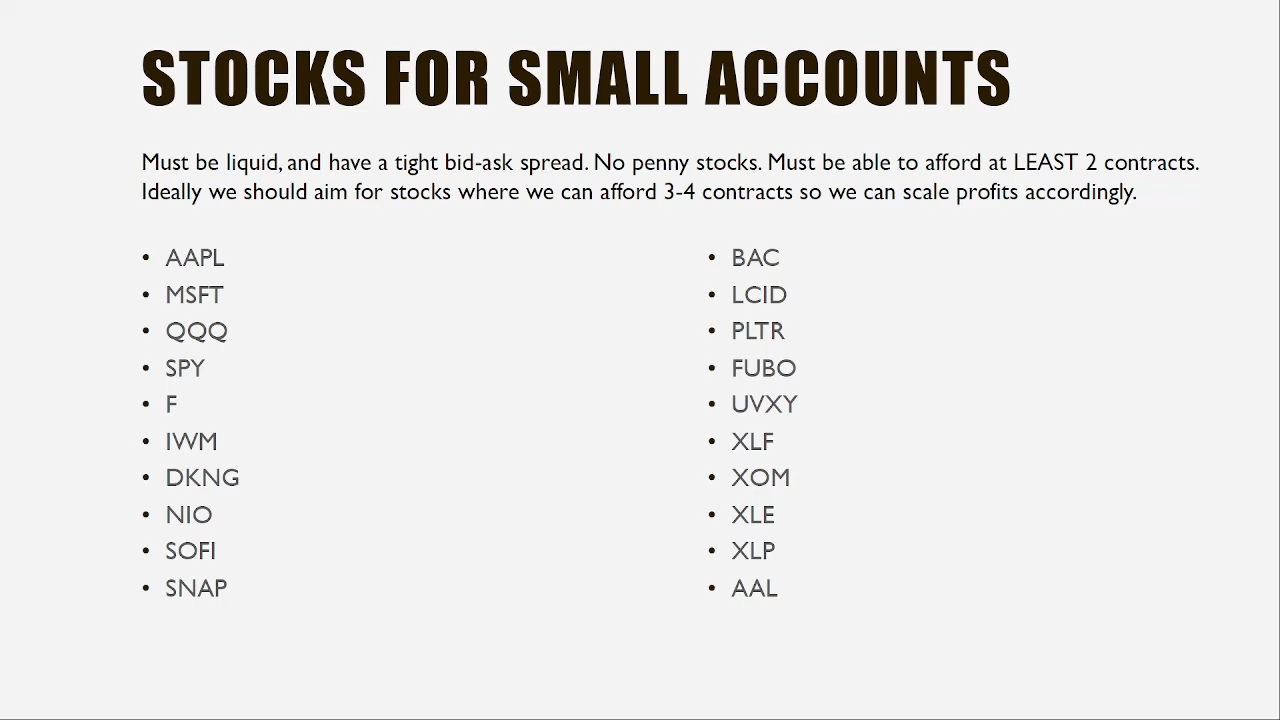 STOCKS FOR SMALL ACCOUNTS
Must be liquid, and have a tight bid-ask spread. No penny stocks. Must be able to afford at LEAST 2 contracts.
Ideally we should aim for stocks where we can afford 3-4 contracts so we can scale profits accordingly.
• AAPL
• MSFT
• QQQ
• SPY
• F
• IWM
• DKNG
• NIO
• SOFI
• SNAP
• BAC
• LCID
• PLTR
• FUBO
• UVXY
• XLF
• XOM
• XLE
• XLP
• AAL